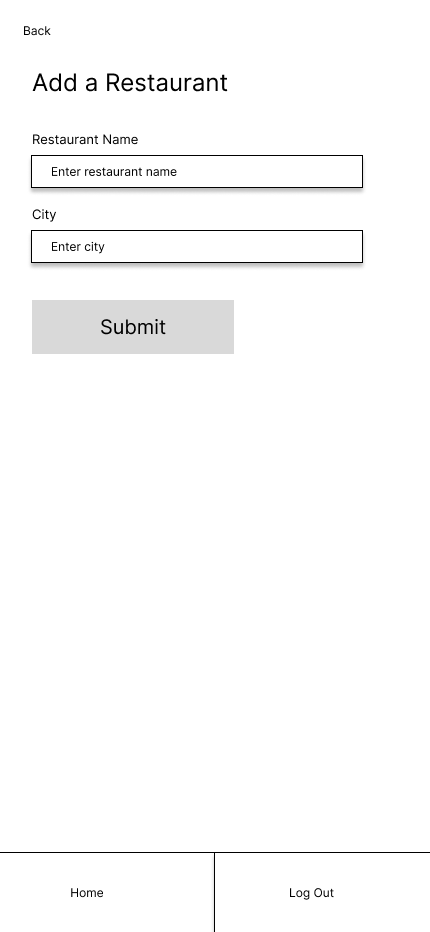 Back
Add a Restaurant
Restaurant Name
Enter restaurant name
City
Enter city
Submit
Home
Log Out